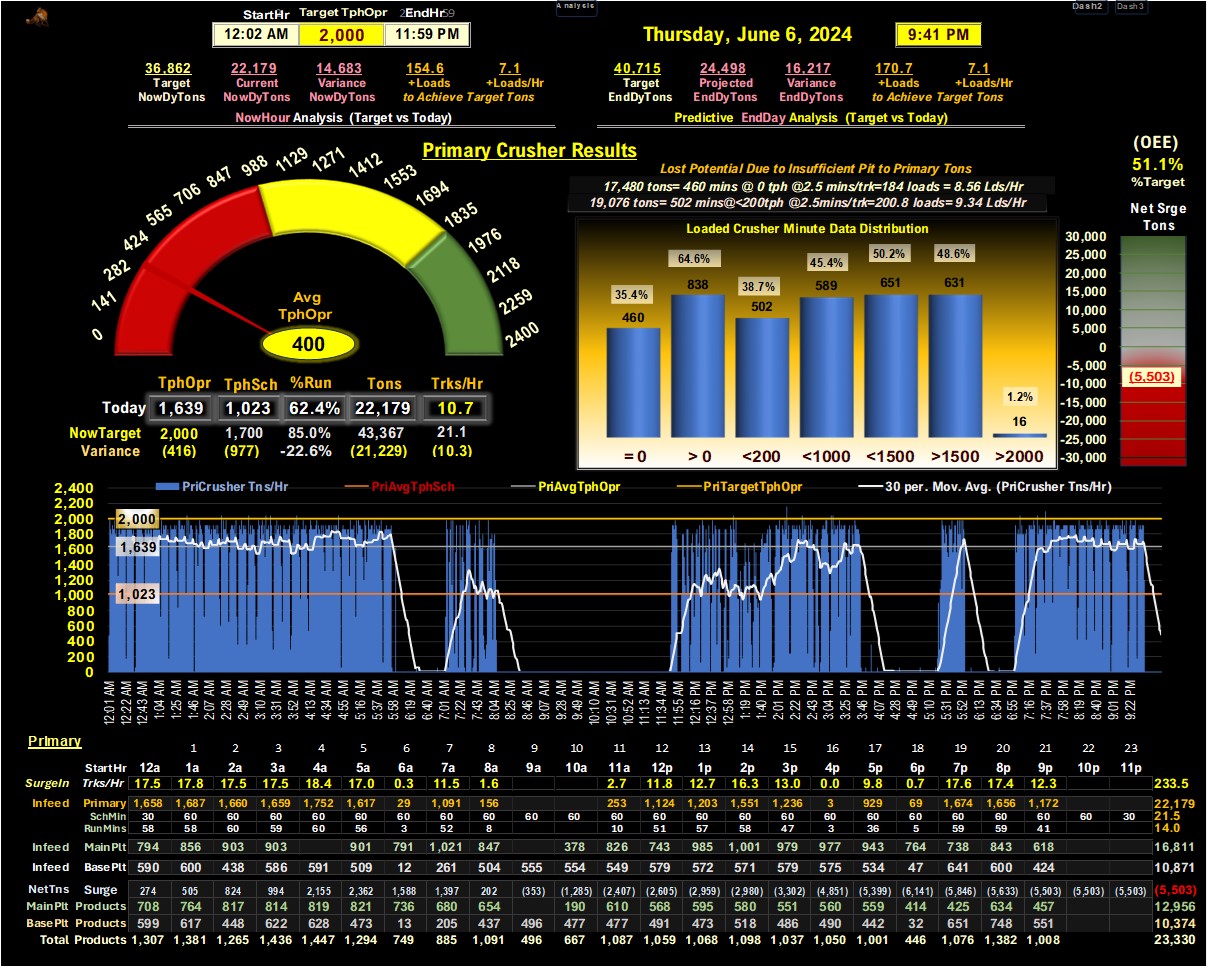 Analysis
Dash2 Dash3
StartHr Target TphOpr EndHr
12:02 AM 2,000 11:59 PM
Thursday, June 6, 2024 9:41 PM
36,862 22,179 14,683 154.6 7.1
Target Current Variance +Loads +Loads/Hr
NowDyTons NowDyTons NowDyTons to Achieve Target Tons
NowHour Analysis (Target vs Today)
40,715 24,498 16,217 170.7 7.1
Target Projected Variance +Loads +Loads/Hr
EndDyTons EndDyTons EndDyTons to Achieve Target Tons
Predictive EndDay Analysis (Target vs Today)
Primary Crusher Results
0 141 282 424 565 706 847 988 1129 1271 1412 1553 1694 1835 1976 2118 2259 2400
Avg
TphOpr
400
TphOpr TphSch %Run Tons Trks/Hr
Today 1,639 1,023 62.4% 22,179 10.7
NowTarget 2,000 1,700 85.0% 43,367 21.1
Variance (416) (977) -22.6% (21,229) (10.3)
Lost Potential Due to Insufficient Pit to Primary Tons
17,480 tons= 460 mins @ 0 tph @2.5 mins/trk=184 loads = 8.56 Lds/Hr
19,076 tons= 502 mins@<200tph @2.5mins/trk=200.8 loads= 9.34 Lds/Hr
Loaded Crusher Minute Data Distribution
35.4% 64.6% 38.7% 45.4% 50.2% 48.6% 1.2%
460 838 502 589 651 631 16
= 0 > 0 <200 <1000 <1500 >1500 >2000
(OEE)
51.1%
%Target
Net Srge
Tons
30,000
25,000
20,000
15,000
10,000
5,000
0
-5,000
(5,503)
-10,000
-15,000
-20,000
-25,000
-30,000
PriCrusher Tns/Hr PriAvgTphSch PriAvgTphOpr PriTargetTphOpr 30 per. Mov. Avg. (PriCrusher Tns/Hr)
2,400
2,200
2,000 2,000
1,800
1,600 1,639
1,400
1,200
1,000 1,023
800
600
400
200
0
12:01 AM 12:22 AM 12:43 AM 1:04 AM 1:25 AM 1:46 AM 2:07 AM 2:28 AM 2:49 AM 3:10 AM 3:31 AM 3:52 AM 4:13 AM 4:34 AM 4:55 AM 5:16 AM 5:37 AM 5:58 AM 6:19 AM 6:40 AM 7:01 AM 7:22 AM 7:43 AM 8:04 AM 8:25 AM 8:46 AM 9:07 AM 9:28 AM 9:49 AM 10:10 AM 10:31 AM 10:52 AM 11:13 AM 11:34 AM 11:55 AM 12:16 PM 12:37 PM 12:58 PM 1:19 PM 1:40 PM 2:01 PM 2:22 PM 2:43 PM 3:04 PM 3:25 PM 3:46 PM 4:07 PM 4:28 PM 4:49 PM 5:10 PM 5:31 PM 5:52 PM 6:13 PM 6:34 PM 6:55 PM 7:16 PM 7:37 PM 7:58 PM 8:19 PM 8:40 PM 9:01 PM 9:22 PM
Primary
1 2 3 4 5 6 7 8 9 10 11 12 13 14 15 16 17 18 19 20 21 22 23
StartHr 12a 1a 2a 3a 4a 5a 6a 7a 8a 9a 10a 11a 12p 1p 2p 3p 4p 5p 6p 7p 8p 9p 10p 11p
SurgeIn Trks/Hr 17.5 17.8 17.5 17.5 18.4 17.0 0.3 11.5 1.6 2.7 11.8 12.7 16.3 13.0 0.0 9.8 0.7 17.6 17.4 12.3 233.5
Infeed Primary 1,658 1,687 1,660 1,659 1,752 1,617 29 1,091 156 253 1,124 1,203 1,551 1,236 3 929 69 1,674 1,656 1,172 22,179
SchMin 30 60 60 60 60 60 60 60 60 60 60 60 60 60 60 60 60 60 60 60 60 60 60 30 21.5
RunMins 58 58 60 59 60 56 3 52 8 10 51 57 58 47 3 36 5 59 59 41 14.0
Infeed MainPlt 794 856 903 903 901 791 1,021 847 378 826 743 985 1,001 979 977 943 764 738 843 618 16,811
Infeed BasePlt 590 600 438 586 591 509 12 261 504 555 554 549 579 572 571 579 575 534 47 641 600 424 10,871
NetTns Surge 274 505 824 994 2,155 2,362 1,588 1,397 202 (353) (1,285) (2,407) (2,605) (2,959) (2,980) (3,302) (4,851) (5,399) (6,141) (5,846) (5,633) (5,503) (5,503) (5,503) (5,503)
MainPlt Products 708 764 817 814 819 821 736 680 654 190 610 568 595 580 551 560 559 414 425 634 457 12,956
BasePlt Products 599 617 448 622 628 473 13 205 437 496 477 477 491 473 518 486 490 442 32 651 748 551 10,374
Total Products 1,307 1,381 1,265 1,436 1,447 1,294 749 885 1,091 496 667 1,087 1,059 1,068 1,098 1,037 1,050 1,001 446 1,076 1,382 1,008 23,330